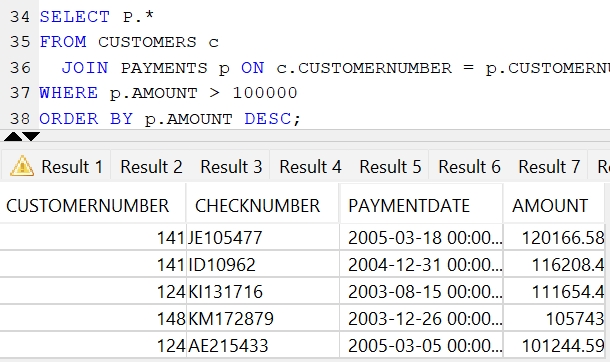 34 SELECT P.*
35 FROM CUSTOMERS c
36 JOIN PAYMENTS p ON c.CUSTOMERNUMBER = p.CUSTOMERN
37 WHERE p.AMOUNT > 100000
38 ORDER BY p.AMOUNT DESC;
Result 1 Result 2 Result 3 Result 4 Result 5 Result 6 Result 7 R
CUSTOMERNUMBER CHECKNUMBER PAYMENTDATE AMOUNT
141 JE105477 2005-03-18 00:00... 120166.58
141 ID10962 2004-12-31 00:00... 116208.4
124 KI131716 2003-08-15 00:00... 111654.4
148 KM172879 2003-12-26 00:00... 105743
124 AE215433 2005-03-05 00:00... 101244.59